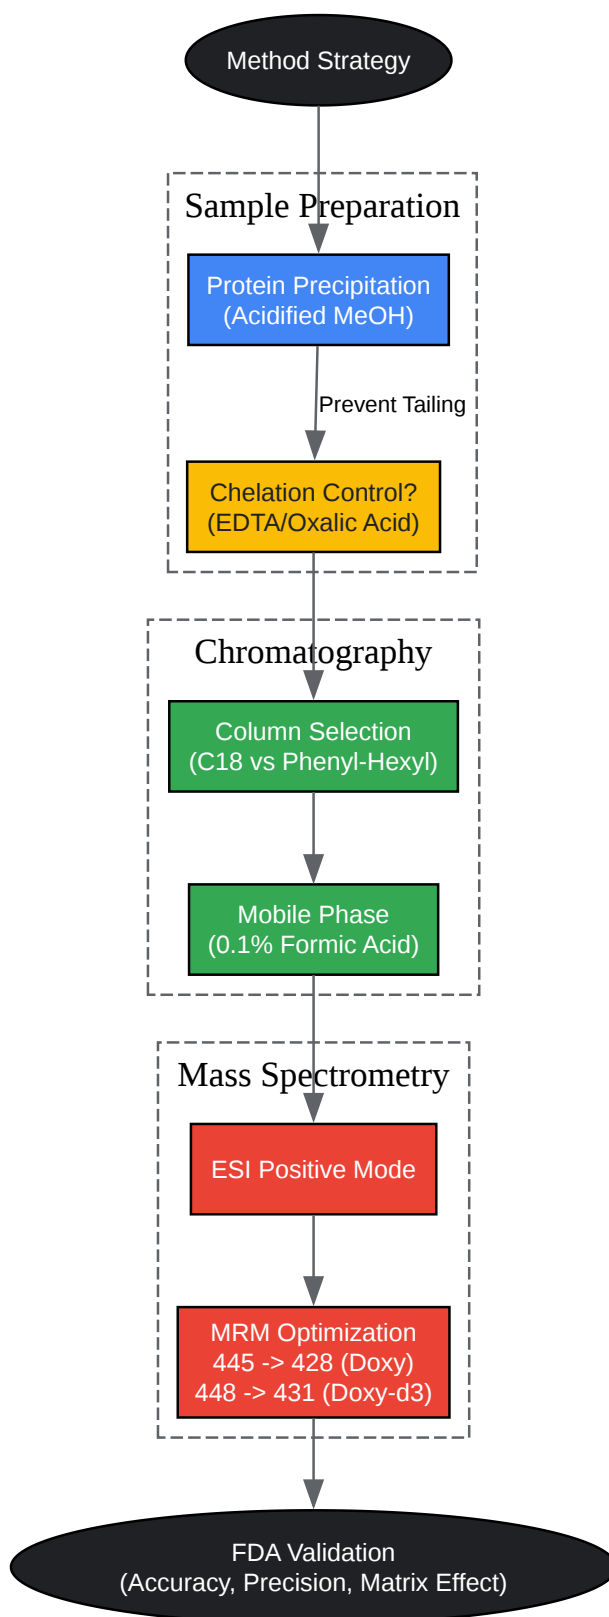 Method Strategy
Sample Preparation
Protein Precipitation
(Acidified MeOH)
Prevent Tailing
Chelation Control?
(EDTA/Oxalic Acid)
Chromatography
Column Selection
(C18 vs Phenyl-Hexyl)
Mobile Phase
(0.1% Formic Acid)
Mass Spectrometry
ESI Positive Mode
MRM Optimization
445 -> 428 (Doxy)
448 -> 431 (Doxy-d3)
FDA Validation
(Accuracy, Precision, Matrix Effect)